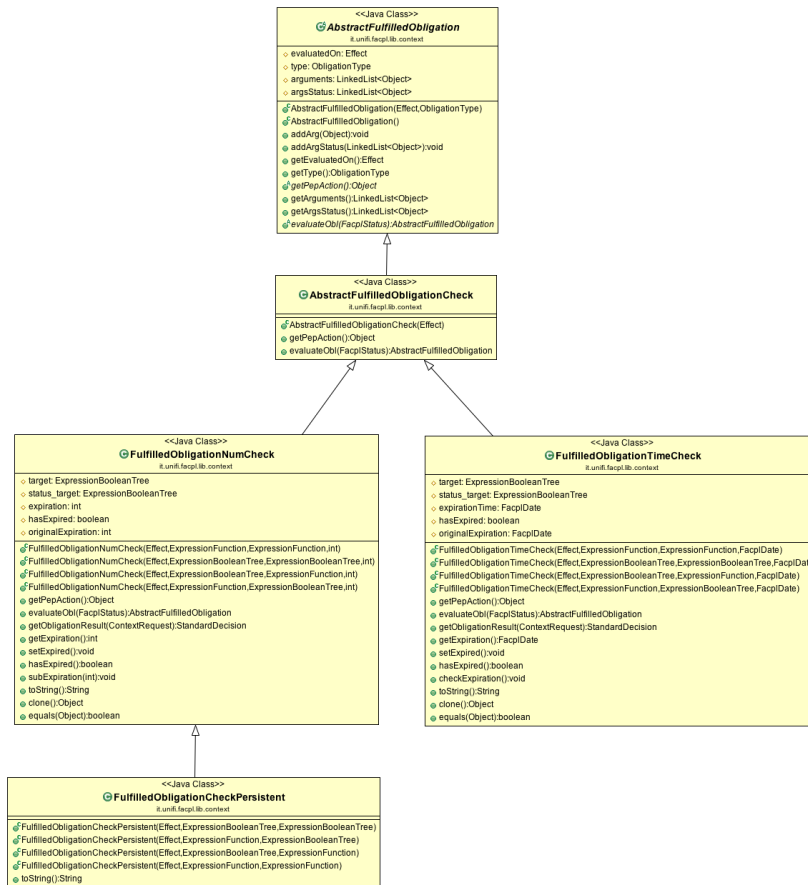 <<Java Class>>
AbstractFulfilledObligation
it.unifi.facpl.lib.context
evaluatedOn: Effect
type: ObligationType
arguments: LinkedList<Object>
argsStatus: LinkedList<Object>
AbstractFulfilledObligation(Effect,ObligationType)
AbstractFulfilledObligation()
addArg(Object):void
addArgStatus(LinkedList<Object>):void
getEvaluatedOn():Effect
getType():ObligationType
getPepAction():Object
getArguments():LinkedList<Object>
getArgsStatus():LinkedList<Object>
evaluateObl(FacplStatus):AbstractFulfilledObligation
<<Java Class>>
AbstractFulfilledObligationCheck
it.unifi.facpl.lib.context
AbstractFulfilledObligationCheck(Effect)
getPepAction():Object
evaluateObl(FacplStatus):AbstractFulfilledObligation
<<Java Class>>
FulfilledObligationNumCheck
it.unifi.facpl.lib.context
target: ExpressionBooleanTree
status_target: ExpressionBooleanTree
expiration: int
hasExpired: boolean
originalExpiration: int
FulfilledObligationNumCheck(Effect,ExpressionFunction,ExpressionFunction,int)
FulfilledObligationNumCheck(Effect,ExpressionBooleanTree,ExpressionBooleanTree,int)
FulfilledObligationNumCheck(Effect,ExpressionBooleanTree,ExpressionFunction,int)
FulfilledObligationNumCheck(Effect,ExpressionFunction,ExpressionBooleanTree,int)
getPepAction():Object
evaluateObl(FacplStatus):AbstractFulfilledObligation
getObligationResult(ContextRequest):StandardDecision
getExpiration():int
setExpired():void
hasExpired():boolean
subExpiration(int):void
toString():String
clone():Object
equals(Object):boolean
<<Java Class>>
FulfilledObligationTimeCheck
it.unifi.facpl.lib.context
target: ExpressionBooleanTree
status_target: ExpressionBooleanTree
expirationTime: FacplDate
hasExpired: boolean
originalExpiration: FacplDate
FulfilledObligationTimeCheck(Effect,ExpressionFunction,ExpressionFunction,FacplDate)
FulfilledObligationTimeCheck(Effect,ExpressionBooleanTree,ExpressionBooleanTree,FacplDat
FulfilledObligationTimeCheck(Effect,ExpressionBooleanTree,ExpressionFunction,FacplDate)
FulfilledObligationTimeCheck(Effect,ExpressionFunction,ExpressionBooleanTree,FacplDate)
getPepAction():Object
evaluateObl(FacplStatus):AbstractFulfilledObligation
getObligationResult(ContextRequest):StandardDecision
getExpiration():FacplDate
setExpired():void
hasExpired():boolean
checkExpiration():void
toString():String
clone():Object
equals(Object):boolean
<<Java Class>>
FulfilledObligationCheckPersistent
it.unifi.facpl.lib.context
FulfilledObligationCheckPersistent(Effect,ExpressionBooleanTree,ExpressionBooleanTree)
FulfilledObligationCheckPersistent(Effect,ExpressionFunction,ExpressionBooleanTree)
FulfilledObligationCheckPersistent(Effect,ExpressionBooleanTree,ExpressionFunction)
FulfilledObligationCheckPersistent(Effect,ExpressionFunction,ExpressionFunction)
toString():String